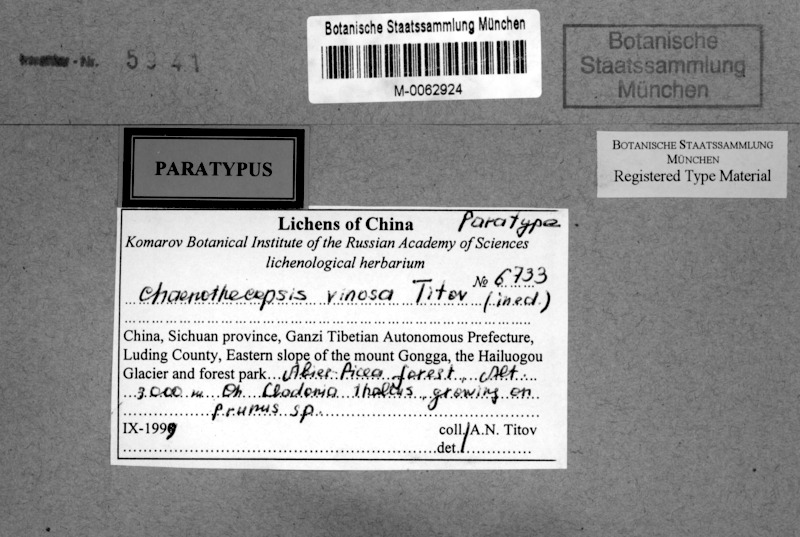 Botanische Staatssammlung München
M-0062924
Botanische
Staatssammlung
München
-Nr. 5941
PARATYPUS
BOTANISCHE STAATSSAMMLUNG
MÜNCHEN
Registered Type Material
Lichens of China Paratype
Komarov Botanical Institute of the Russian Academy of Sciences
lichenological herbarium
№ 6733
Chaenothecopsis vinosa Titov (ined.)
China, Sichuan province, Ganzi Tibetian Autonomous Prefecture,
Luding County, Eastern slope of the mount Gongga, the Hailuogou
Glacier and forest park Abies-Picea forest, Alt.
3000 m On Cladonia thallus, growing on
Prunus sp.
IX-1999 coll./A.N. Titov
det.